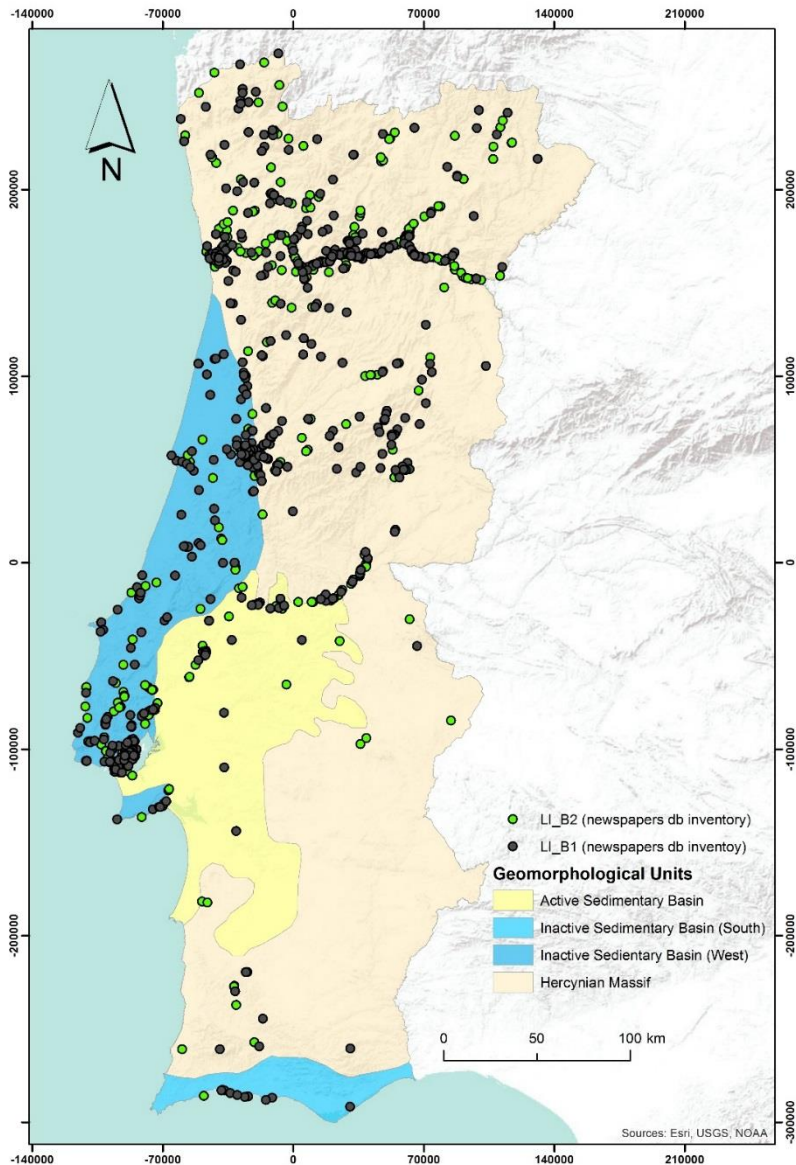 -140000 -70000 0 70000 140000 210000
N
200000 200000
100000 100000
0 0
-100000 -100000
-200000 -200000
-300000 -300000
LI_B2 (newspapers db inventory)
LI_B1 (newspapers db inventoy)
Geomorphological Units
Active Sedimentary Basin
Inactive Sedimentary Basin (South)
Inactive Sedientary Basin (West)
Hercynian Massif
0 50 100 km
Sources: Esri, USGS, NOAA
-140000 -70000 0 70000 140000 210000